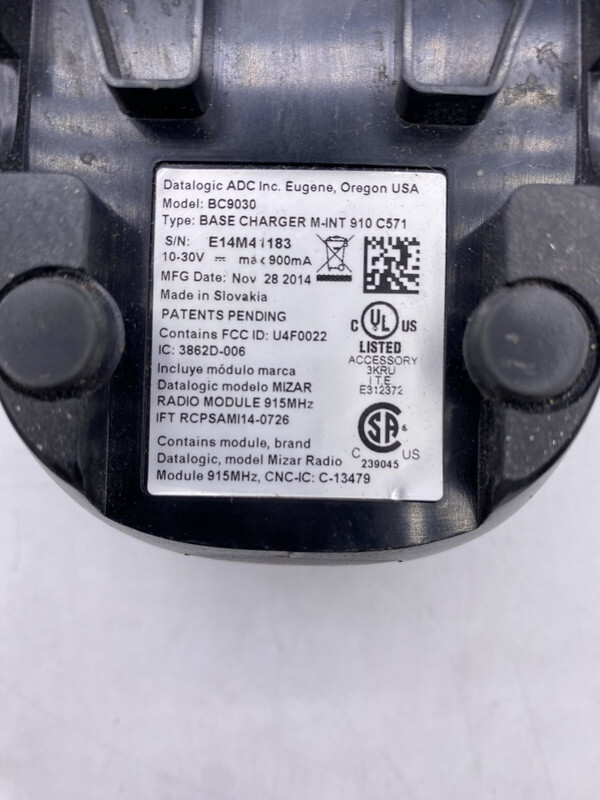 Datalogic ADC Inc. Eugene, Oregon USA
Model: BC9030
Type: BASE CHARGER M-INT 910 C571
S/N: E14M41183
10-30V ⎓ max 900mA
MFG Date: Nov 28 2014
Made in Slovakia
PATENTS PENDING
Contains FCC ID: U4F0022
IC: 3862D-006
Incluye módulo marca
Datalogic modelo MIZAR
RADIO MODULE 915MHz
IFT RCPSAMI14-0726
Contains module, brand
Datalogic, model Mizar Radio
Module 915MHz, CNC-IC: C-13479
C UL US
LISTED
ACCESSORY
3KRU
I.T.E.
E312372
SA &
C US
239045